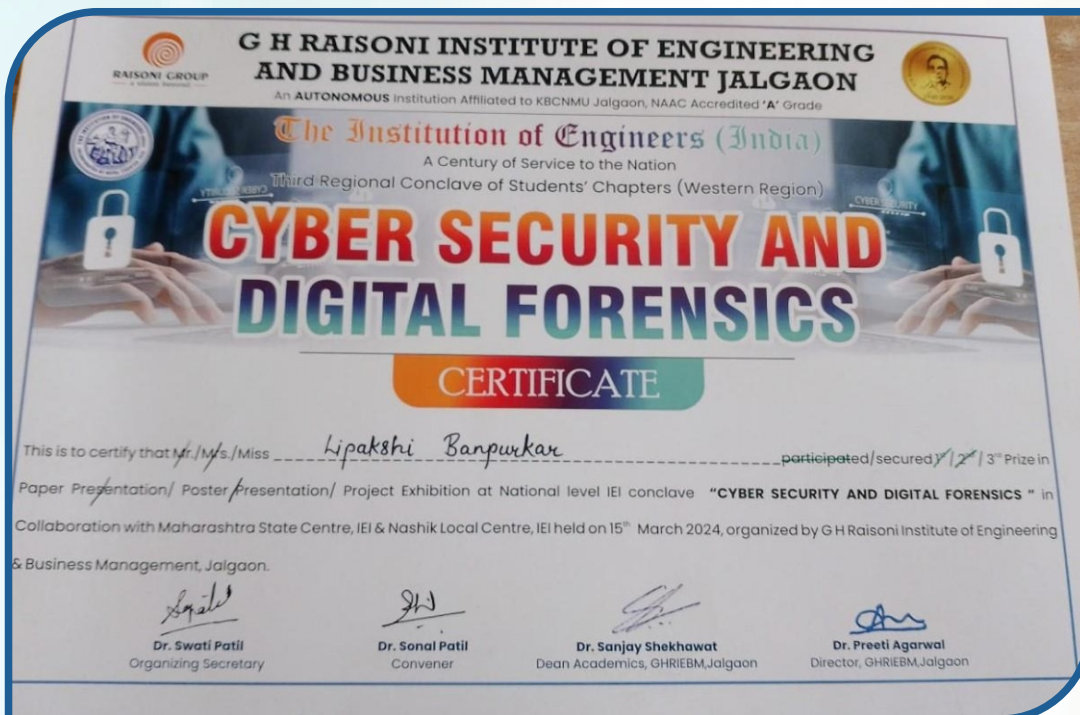 G H RAISONI INSTITUTE OF ENGINEERING
AND BUSINESS MANAGEMENT JALGAON
RAISONI GROUP
An AUTONOMOUS Institution Affiliated to KBCNMU Jalgaon, NAAC Accredited 'A' Grade
The Institution of Engineers (India)
A Century of Service to the Nation
Third Regional Conclave of Students' Chapters (Western Region)
CYBER SECURITY
CYBER SECURITY AND
DIGITAL FORENSICS
CERTIFICATE
This is to certify that Mr./M/s./Miss Lipakshi Banpurkar participated/secured 1st/2nd/3rd Prize in
Paper Presentation/ Poster Presentation/ Project Exhibition at National level IEI conclave "CYBER SECURITY AND DIGITAL FORENSICS " in
Collaboration with Maharashtra State Centre, IEI & Nashik Local Centre, IEI held on 15th March 2024, organized by G H Raisoni Institute of Engineering
& Business Management, Jalgaon.
Dr. Swati Patil
Organizing Secretary
Dr. Sonal Patil
Convener
Dr. Sanjay Shekhawat
Dean Academics, GHRIEBM,Jalgaon
Dr. Preeti Agarwal
Director, GHRIEBM,Jalgaon